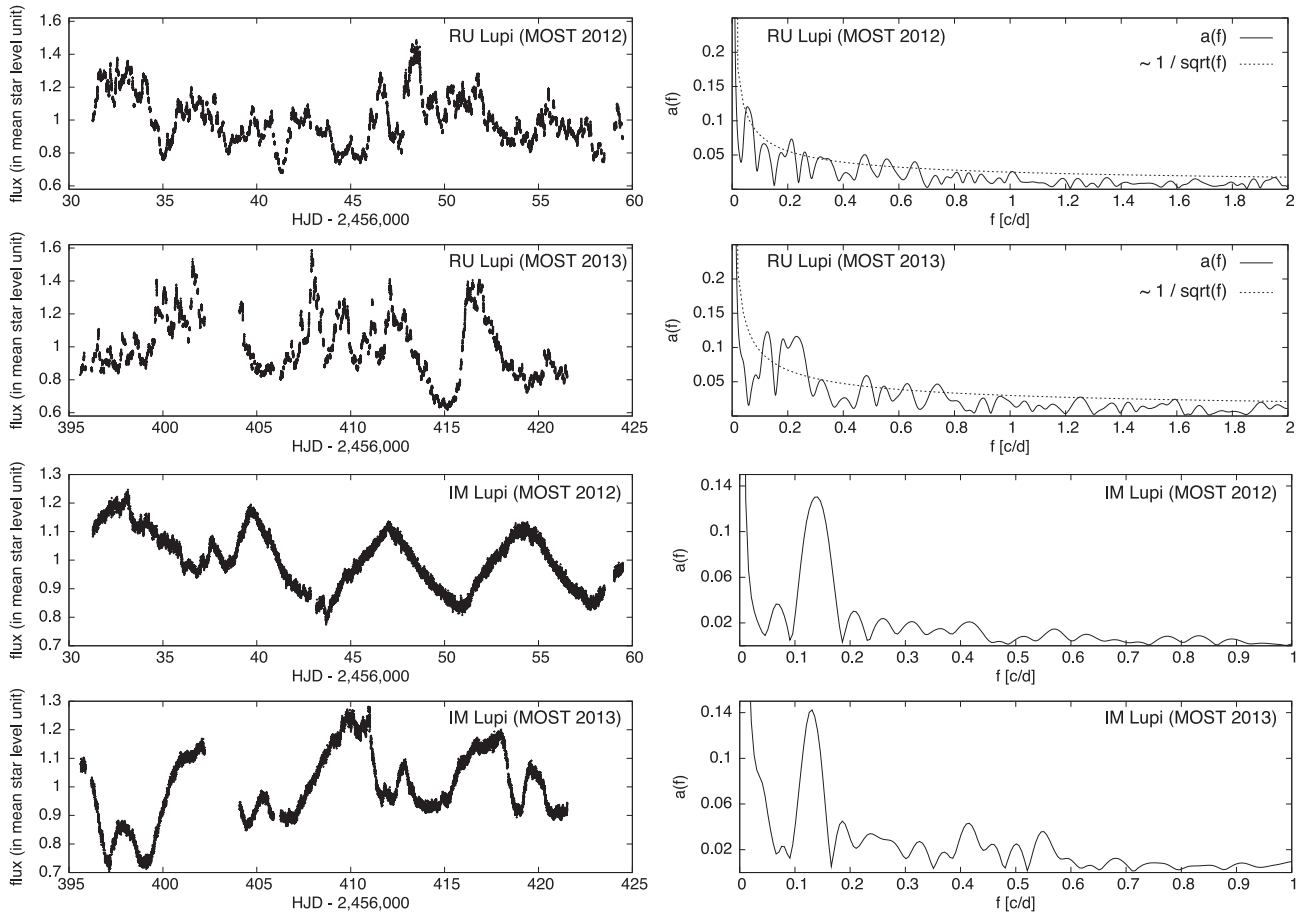 flux (in mean star level unit)
1.6
1.4
1.2
1
0.8
0.6
RU Lupi (MOST 2012)
30 35 40 45 50 55 60
HJD - 2,456,000
a(f)
0.2
0.15
0.1
0.05
RU Lupi (MOST 2012)
a(f)
~ 1 / sqrt(f)
0 0.2 0.4 0.6 0.8 1 1.2 1.4 1.6 1.8 2
f [c/d]
flux (in mean star level unit)
1.6
1.4
1.2
1
0.8
0.6
RU Lupi (MOST 2013)
395 400 405 410 415 420 425
HJD - 2,456,000
a(f)
0.2
0.15
0.1
0.05
RU Lupi (MOST 2013)
a(f)
~ 1 / sqrt(f)
0 0.2 0.4 0.6 0.8 1 1.2 1.4 1.6 1.8 2
f [c/d]
flux (in mean star level unit)
1.3
1.2
1.1
1
0.9
0.8
0.7
IM Lupi (MOST 2012)
30 35 40 45 50 55 60
HJD - 2,456,000
a(f)
0.14
0.1
0.06
0.02
IM Lupi (MOST 2012)
0 0.1 0.2 0.3 0.4 0.5 0.6 0.7 0.8 0.9 1
f [c/d]
flux (in mean star level unit)
1.3
1.2
1.1
1
0.9
0.8
0.7
IM Lupi (MOST 2013)
395 400 405 410 415 420 425
HJD - 2,456,000
a(f)
0.14
0.1
0.06
0.02
IM Lupi (MOST 2013)
0 0.1 0.2 0.3 0.4 0.5 0.6 0.7 0.8 0.9 1
f [c/d]